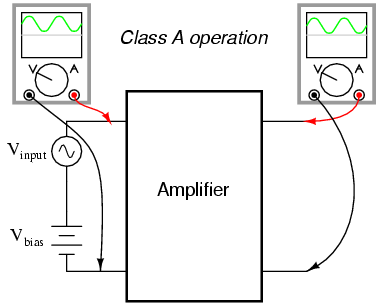 Class A operation
V A
V A
Vinput
Amplifier
Vbias